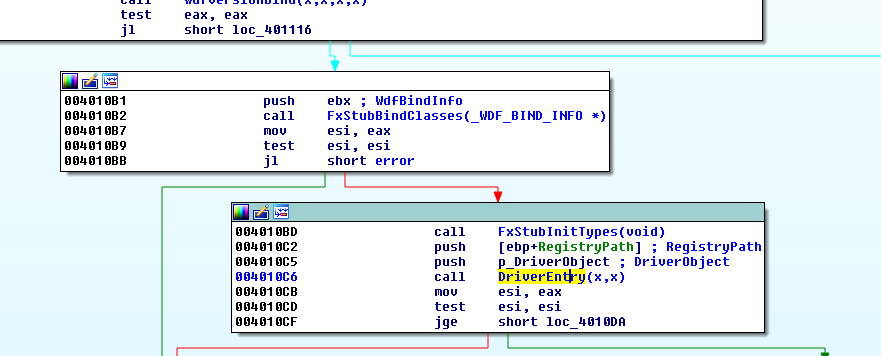 call wdfVersionBind(x,x,x,x)
test eax, eax
jl short loc_401116
004010B1 push ebx ; WdfBindInfo
004010B2 call FxStubBindClasses(_WDF_BIND_INFO *)
004010B7 mov esi, eax
004010B9 test esi, esi
004010BB jl short error
004010BD call FxStubInitTypes(void)
004010C2 push [ebp+RegistryPath] ; RegistryPath
004010C5 push p_DriverObject ; DriverObject
004010C6 call DriverEntry(x,x)
004010CB mov esi, eax
004010CD test esi, esi
004010CF jge short loc_4010DA